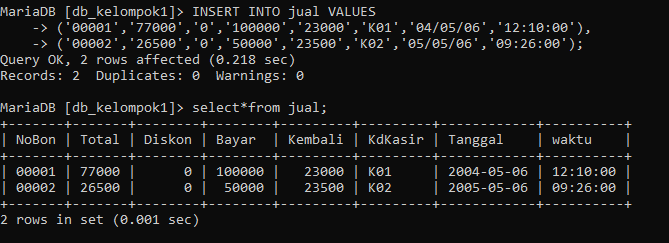 MariaDB [db_kelompok1]> INSERT INTO jual VALUES
    -> ('00001','77000','0','100000','23000','K01','04/05/06','12:10:00'),
    -> ('00002','26500','0','50000','23500','K02','05/05/06','09:26:00');
Query OK, 2 rows affected (0.218 sec)
Records: 2  Duplicates: 0  Warnings: 0

MariaDB [db_kelompok1]> select*from jual;
+-------+-------+--------+--------+---------+---------+------------+----------+
| NoBon | Total | Diskon | Bayar  | Kembali | KdKasir | Tanggal    | waktu    |
+-------+-------+--------+--------+---------+---------+------------+----------+
| 00001 | 77000 |      0 | 100000 |   23000 | K01     | 2004-05-06 | 12:10:00 |
| 00002 | 26500 |      0 |  50000 |   23500 | K02     | 2005-05-06 | 09:26:00 |
+-------+-------+--------+--------+---------+---------+------------+----------+
2 rows in set (0.001 sec)